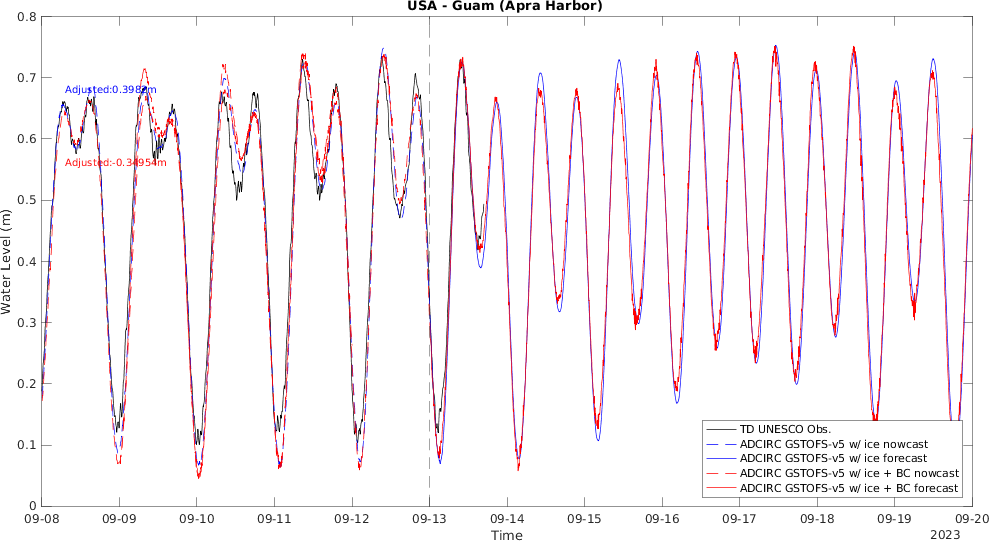 USA - Guam (Apra Harbor)
0.8
0.7
0.6
0.5
0.4
0.3
0.2
0.1
0
Water Level (m)
Adjusted:-0.34954m
TD UNESCO Obs.
ADCIRC GSTOFS-v5 w/ ice nowcast
ADCIRC GSTOFS-v5 w/ ice forecast
ADCIRC GSTOFS-v5 w/ ice + BC nowcast
ADCIRC GSTOFS-v5 w/ ice + BC forecast
09-08 09-09 09-10 09-11 09-12 09-13 09-14 09-15 09-16 09-17 09-18 09-19 09-20
Time
2023